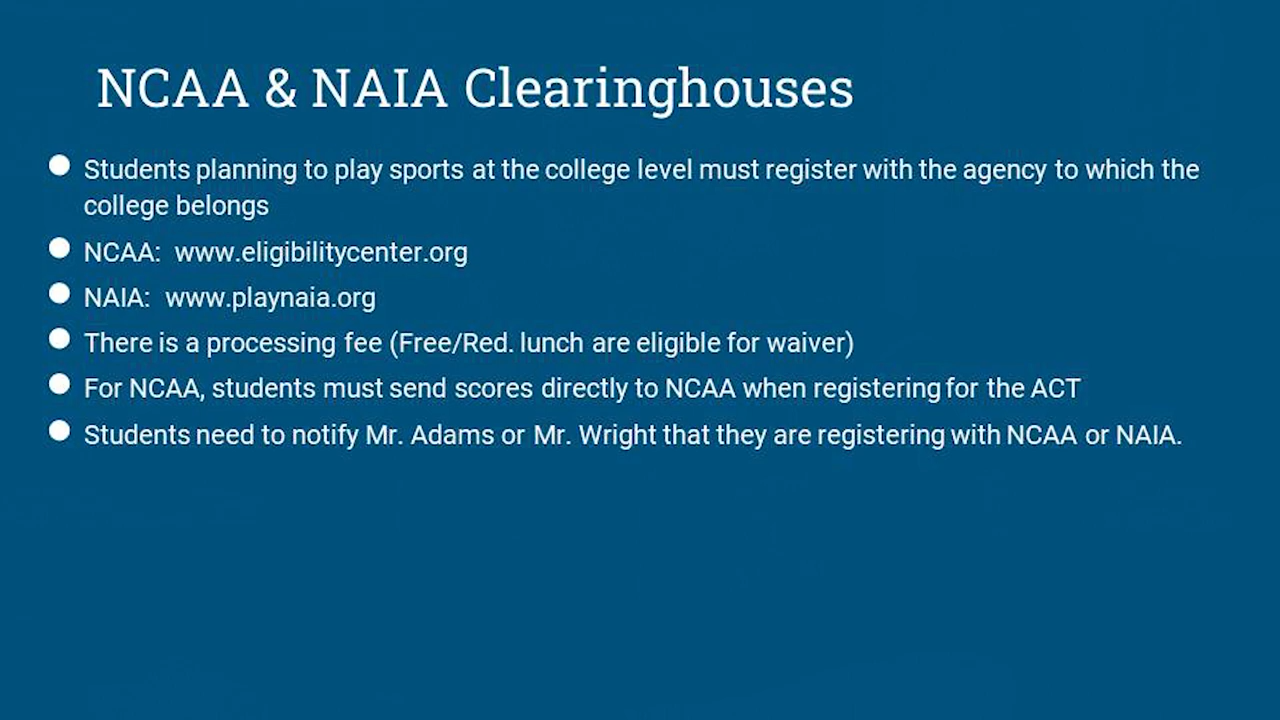 NCAA & NAIA Clearinghouses
Students planning to play sports at the college level must register with the agency to which the
college belongs
NCAA: www.eligibilitycenter.org
NAIA: www.playnaia.org
There is a processing fee (Free/Red. lunch are eligible for waiver)
For NCAA, students must send scores directly to NCAA when registering for the ACT
Students need to notify Mr. Adams or Mr. Wright that they are registering with NCAA or NAIA.